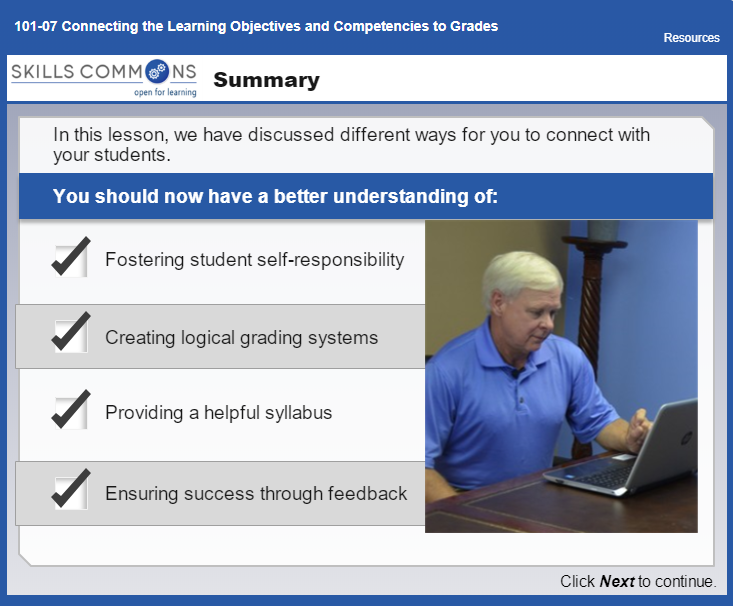 101-07 Connecting the Learning Objectives and Competencies to Grades
Resources
SKILLS COMMONS
open for learning
Summary
In this lesson, we have discussed different ways for you to connect with
your students.
You should now have a better understanding of:
Fostering student self-responsibility
Creating logical grading systems
Providing a helpful syllabus
Ensuring success through feedback
Click Next to continue.